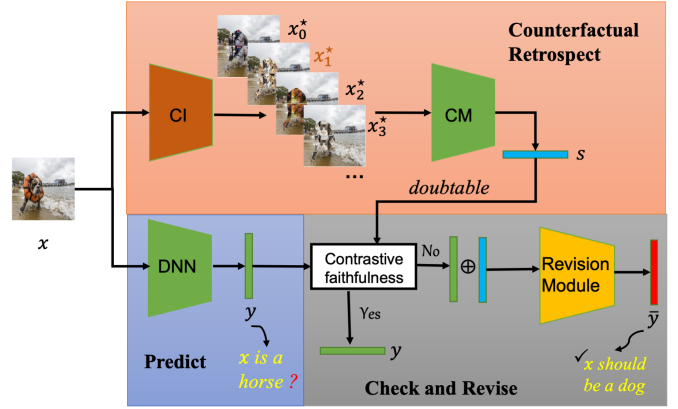 Counterfactual
Retrospect
x₀*
x₁*
x₂*
x₃*
...
CI
CM
s
doubtable
x
DNN
y
Contrastive
faithfulness
No
⊕
Revision
Module
ȳ
Yes
y
x is a
horse ?
Predict
✓ x should
be a dog
Check and Revise